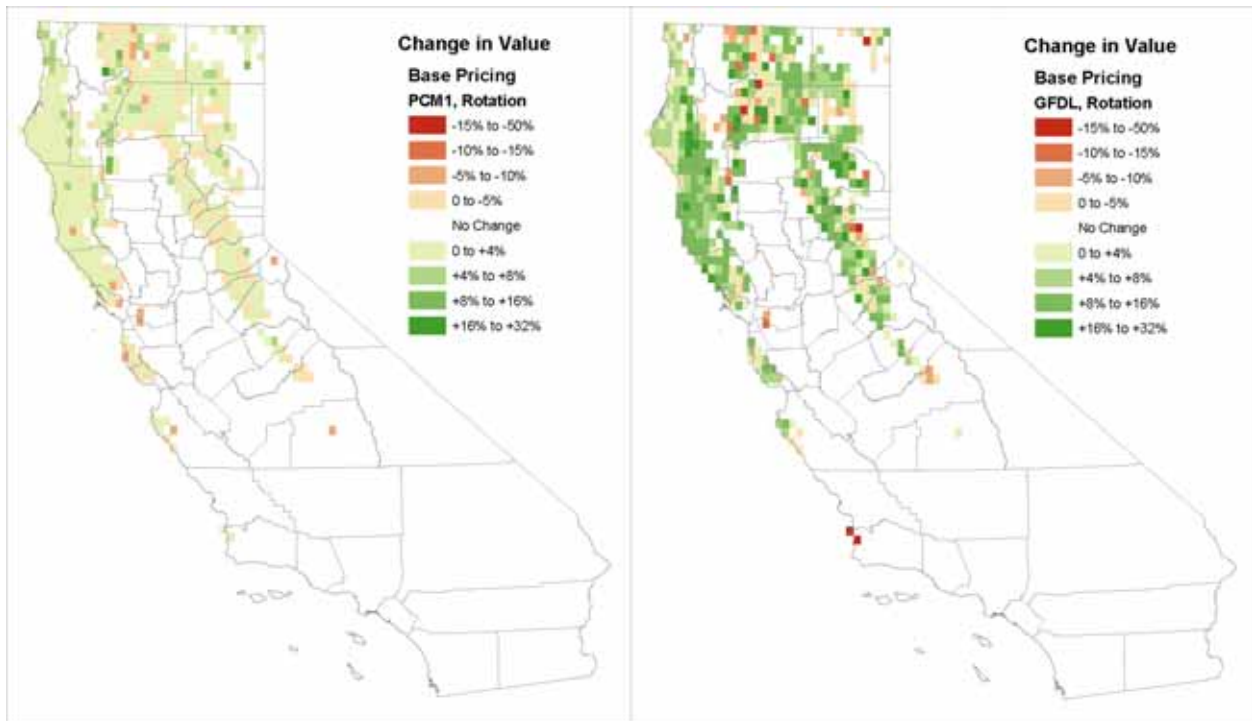 Change in Value
Base Pricing
PCM1, Rotation
-15% to -50%
-10% to -15%
-5% to -10%
0 to -5%
No Change
0 to +4%
+4% to +8%
+8% to +16%
+16% to +32%
Change in Value
Base Pricing
GFDL, Rotation
-15% to -50%
-10% to -15%
-5% to -10%
0 to -5%
No Change
0 to +4%
+4% to +8%
+8% to +16%
+16% to +32%